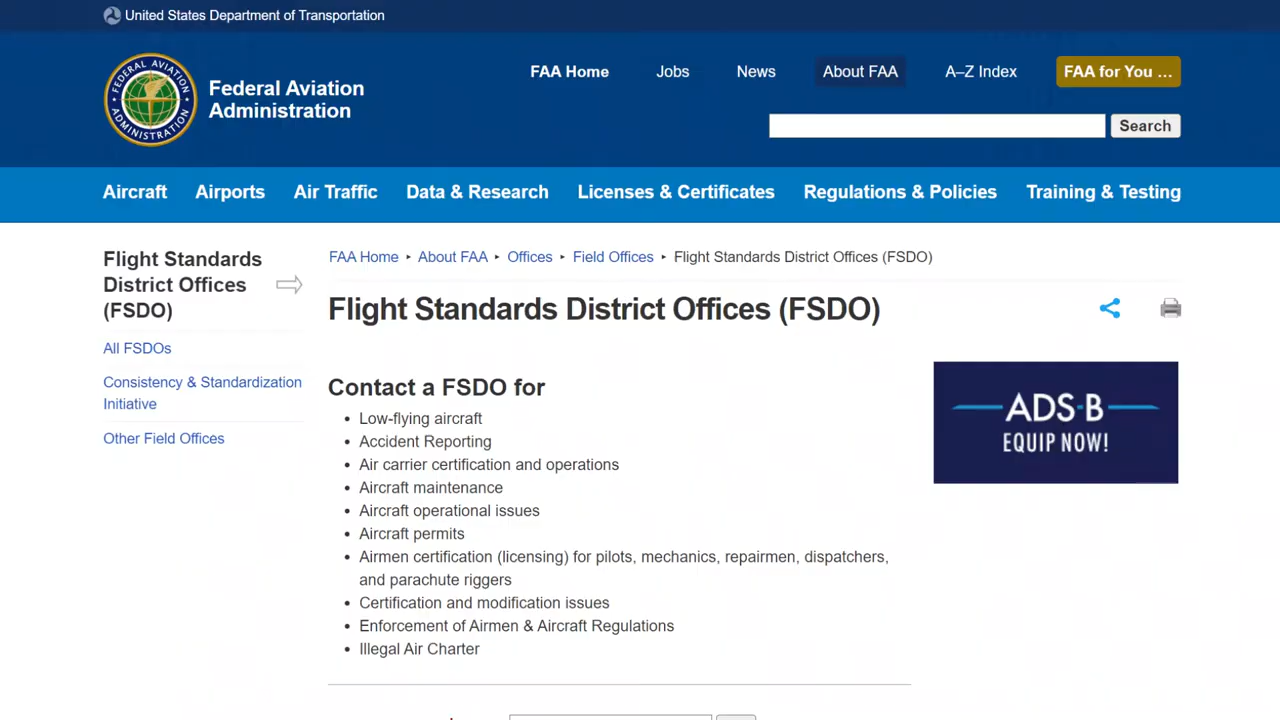 United States Department of Transportation
FEDERAL AVIATION
ADMINISTRATION
Federal Aviation
Administration
FAA Home
Jobs
News
About FAA
A–Z Index
FAA for You ...
Search
Aircraft
Airports
Air Traffic
Data & Research
Licenses & Certificates
Regulations & Policies
Training & Testing
Flight Standards
District Offices
(FSDO)
All FSDOs
Consistency & Standardization
Initiative
Other Field Offices
FAA Home ▸ About FAA ▸ Offices ▸ Field Offices ▸ Flight Standards District Offices (FSDO)
Flight Standards District Offices (FSDO)
Contact a FSDO for
• Low-flying aircraft
• Accident Reporting
• Air carrier certification and operations
• Aircraft maintenance
• Aircraft operational issues
• Aircraft permits
• Airmen certification (licensing) for pilots, mechanics, repairmen, dispatchers,
and parachute riggers
• Certification and modification issues
• Enforcement of Airmen & Aircraft Regulations
• Illegal Air Charter
ADS-B
EQUIP NOW!